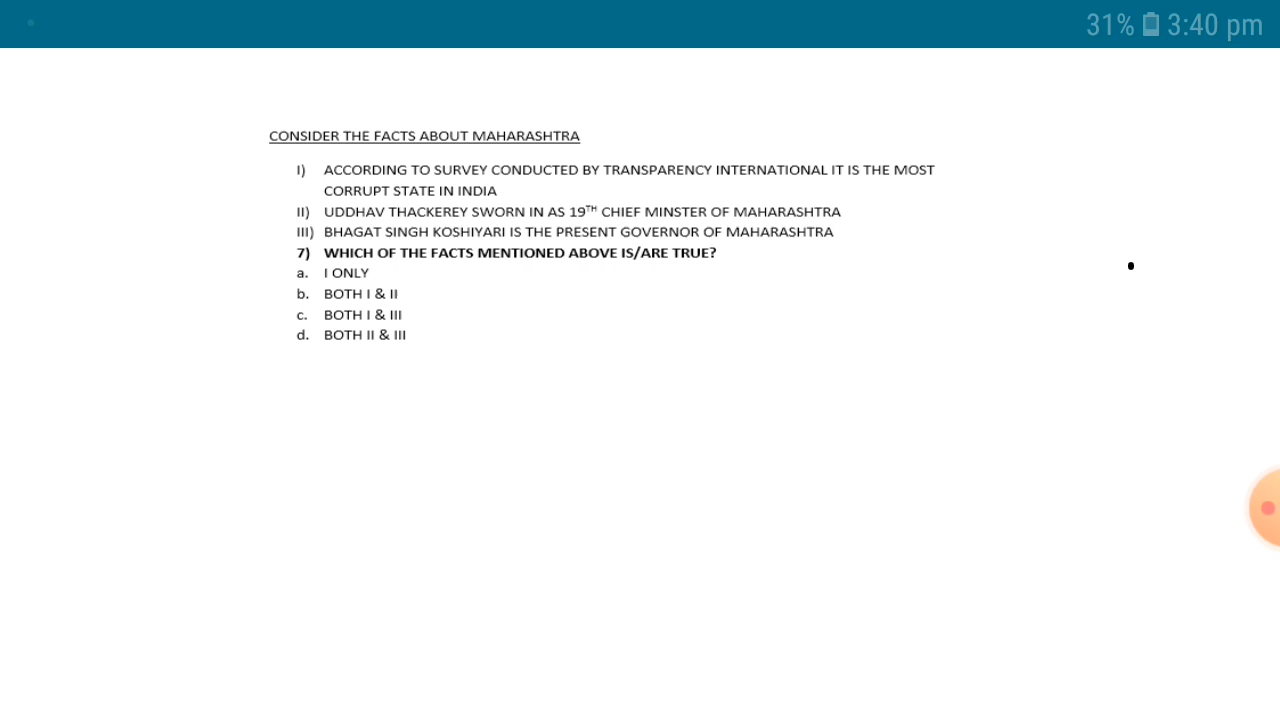 31% 3:40 pm
CONSIDER THE FACTS ABOUT MAHARASHTRA
I) ACCORDING TO SURVEY CONDUCTED BY TRANSPARENCY INTERNATIONAL IT IS THE MOST
CORRUPT STATE IN INDIA
II) UDDHAV THACKEREY SWORN IN AS 19TH CHIEF MINSTER OF MAHARASHTRA
III) BHAGAT SINGH KOSHIYARI IS THE PRESENT GOVERNOR OF MAHARASHTRA
7) WHICH OF THE FACTS MENTIONED ABOVE IS/ARE TRUE?
a. I ONLY
b. BOTH I & II
c. BOTH I & III
d. BOTH II & III